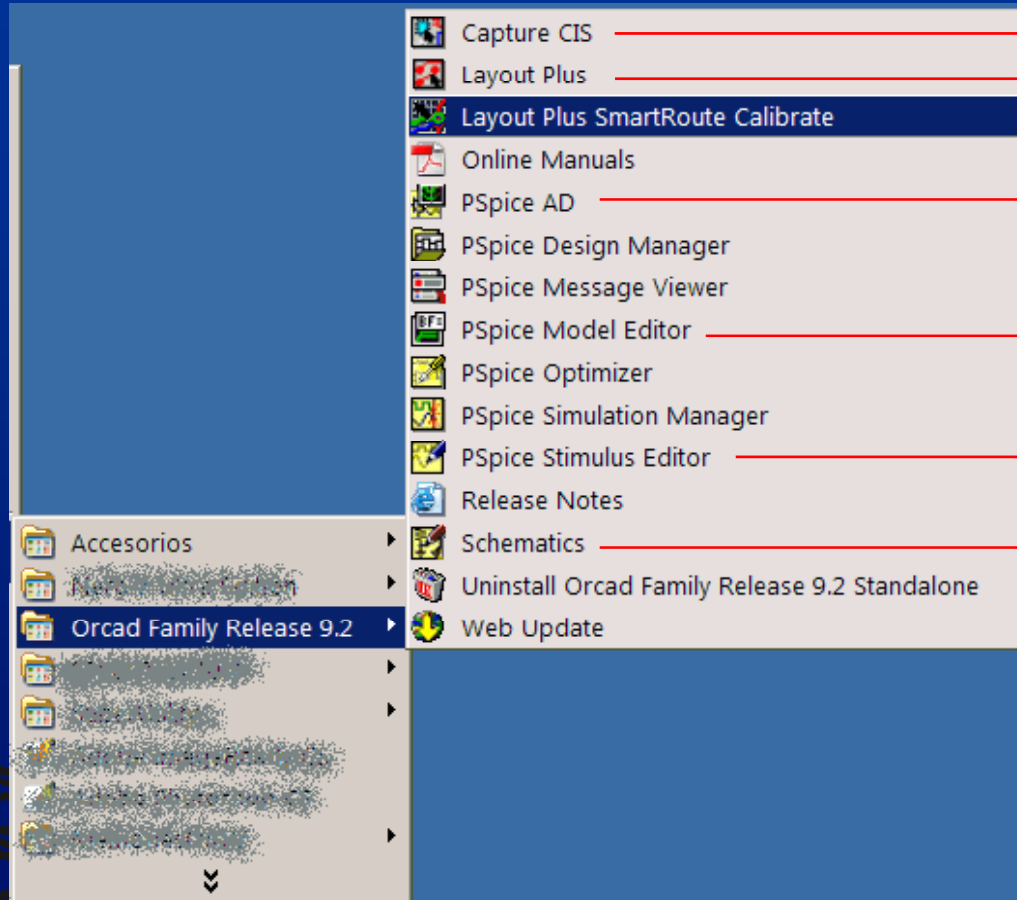 Capture CIS
Layout Plus
Layout Plus SmartRoute Calibrate
Online Manuals
PSpice AD
PSpice Design Manager
PSpice Message Viewer
PSpice Model Editor
PSpice Optimizer
PSpice Simulation Manager
PSpice Stimulus Editor
Release Notes
Schematics
Uninstall Orcad Family Release 9.2 Standalone
Web Update
Accesorios
Orcad Family Release 9.2